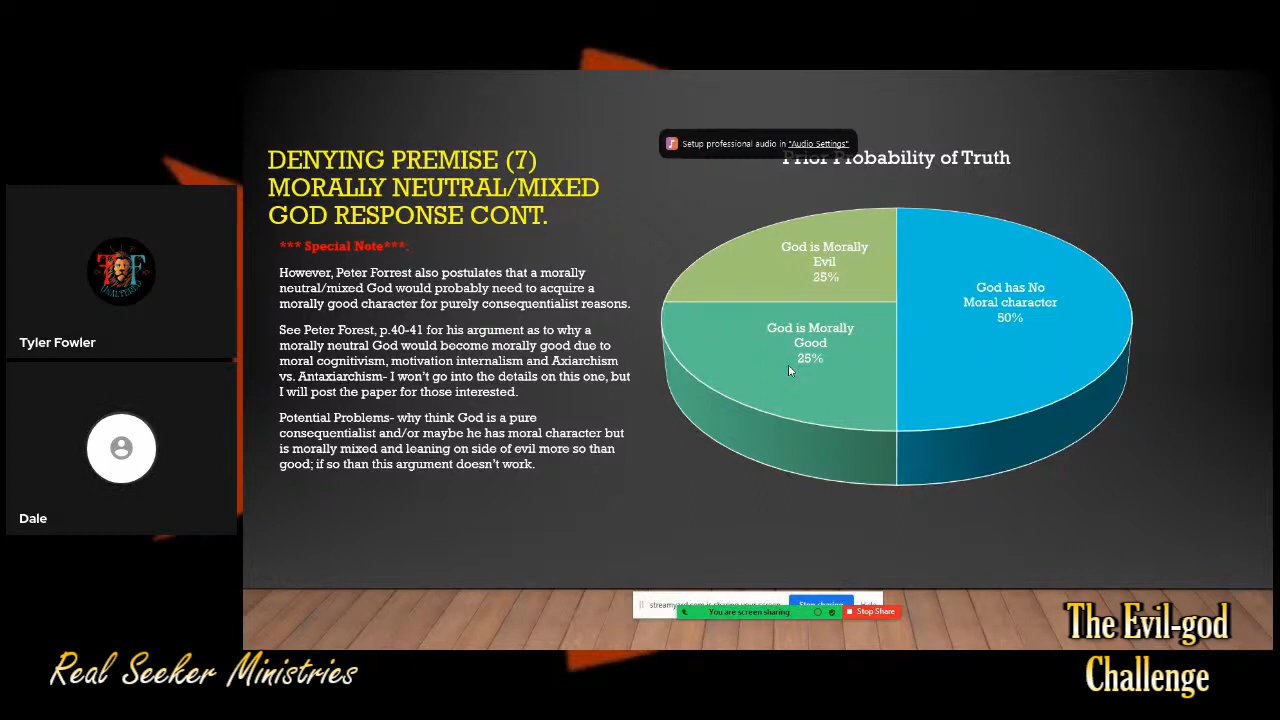 Setup professional audio in "Audio Settings"
DENYING PREMISE (7)
MORALLY NEUTRAL/MIXED
GOD RESPONSE CONT.
*** Special Note***:
However, Peter Forrest also postulates that a morally
neutral/mixed God would probably need to acquire a
morally good character for purely consequentialist reasons.
See Peter Forest, p.40-41 for his argument as to why a
morally neutral God would become morally good due to
moral cognitivism, motivation internalism and Axiarchism
vs. Antaxiarchism- I won't go into the details on this one, but
I will post the paper for those interested.
Potential Problems- why think God is a pure
consequentialist and/or maybe he has moral character but
is morally mixed and leaning on side of evil more so than
good; if so than this argument doesn't work.
Prior Probability of Truth
God is Morally
Evil
25%
God has No
Moral character
50%
God is Morally
Good
25%
TF
UNALTERED
Tyler Fowler
Dale
You are screen sharing
Stop Share
Real Seeker Ministries
The Evil-god
Challenge